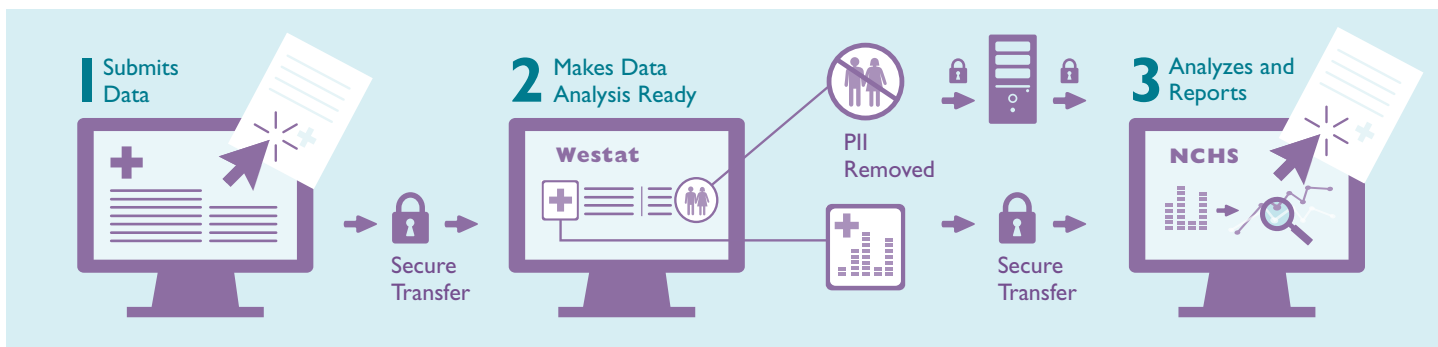 1 Submits
Data
Secure
Transfer
2 Makes Data
Analysis Ready
Westat
PII
Removed
Secure
Transfer
3 Analyzes and
Reports
NCHS